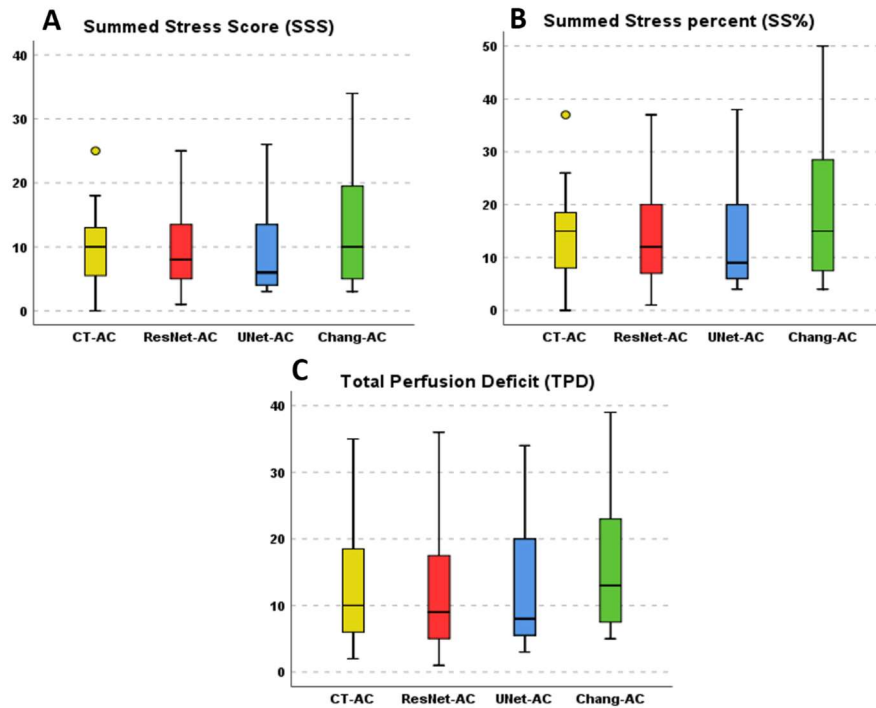 A
Summed Stress Score (SSS)
40
30
20
10
0
CT-AC ResNet-AC UNet-AC Chang-AC
B
Summed Stress percent (SS%)
50
40
30
20
10
0
CT-AC ResNet-AC UNet-AC Chang-AC
C
Total Perfusion Deficit (TPD)
40
30
20
10
0
CT-AC ResNet-AC UNet-AC Chang-AC